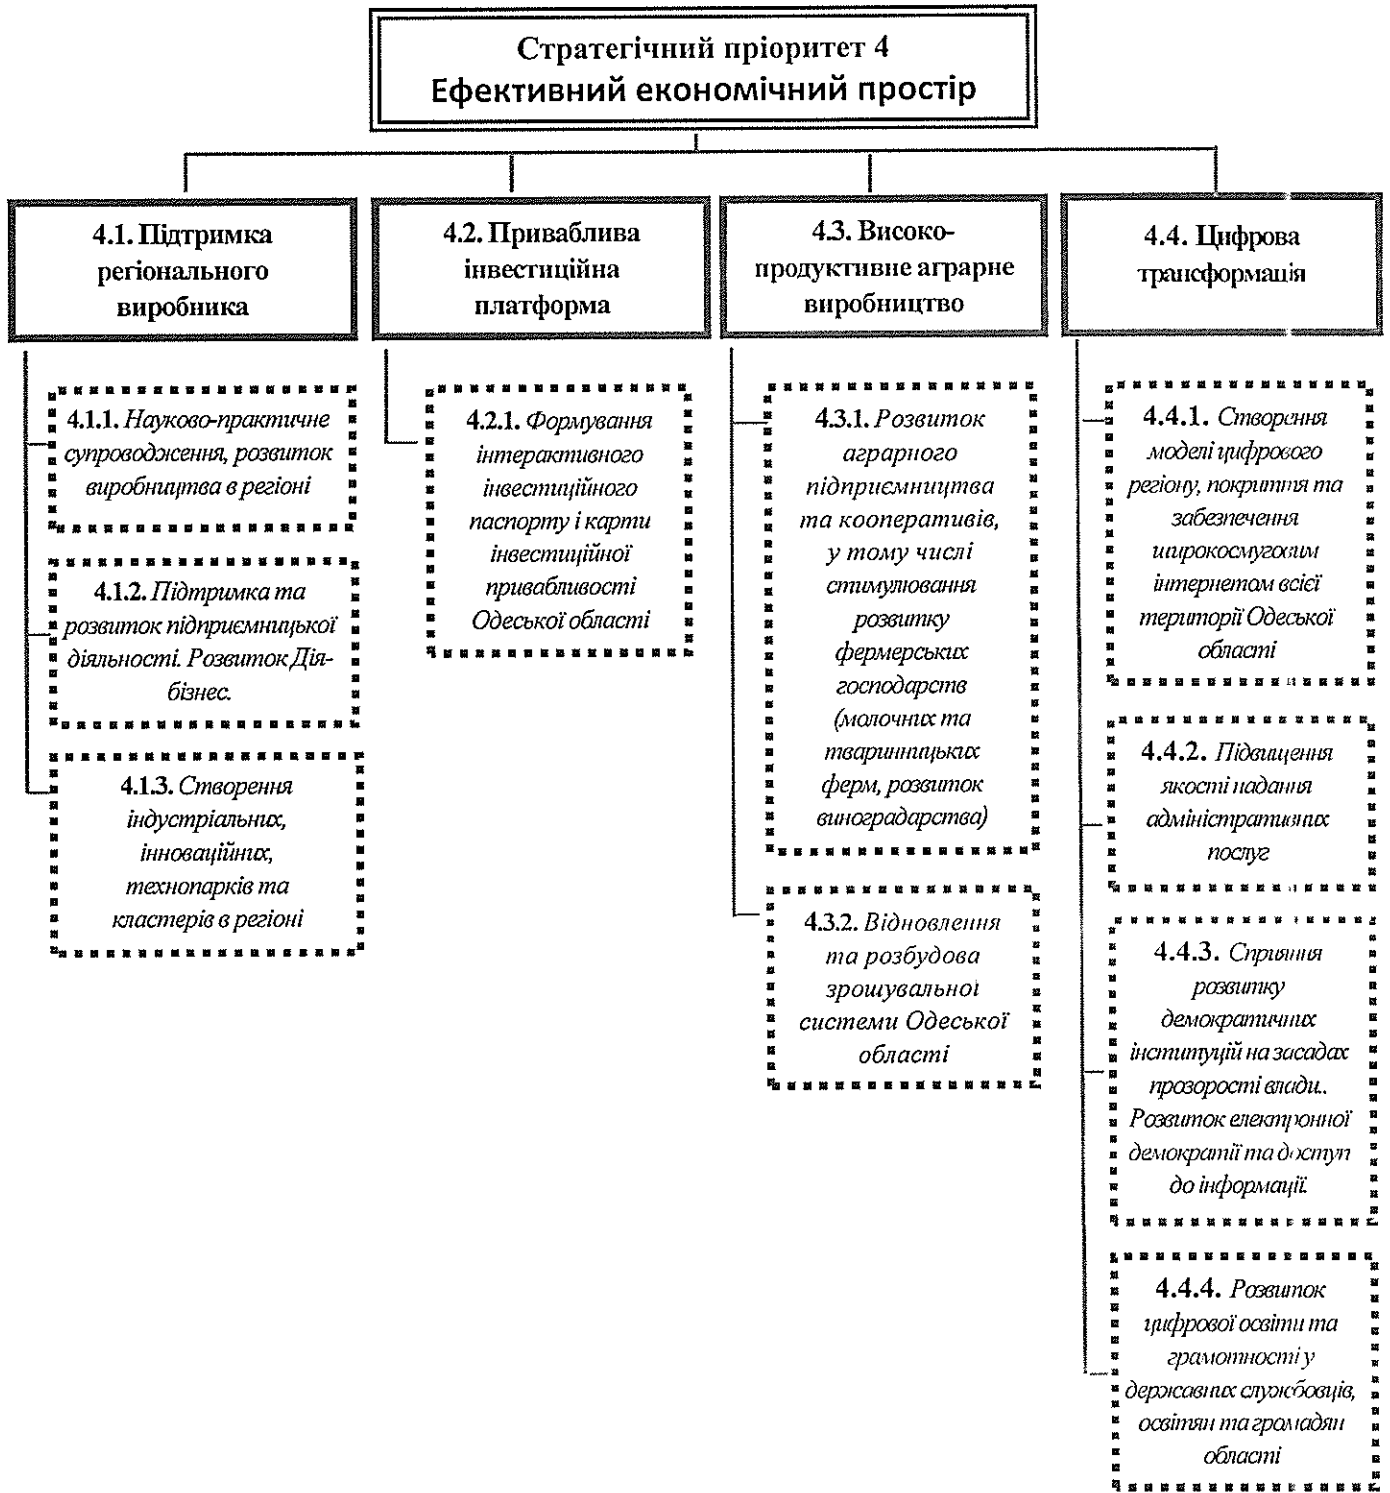 Стратегічний пріоритет 4
Ефективний економічний простір
4.1. Підтримка
регіонального
виробника
4.1.1. Науково-практичне
супроводження, розвиток
виробництва в регіоні
4.1.2. Підтримка та
розвиток підприємницької
діяльності. Розвиток Дія-
бізнес.
4.1.3. Створення
індустріальних,
інноваційних,
технопарків та
кластерів в регіоні
4.2. Приваблива
інвестиційна
платформа
4.2.1. Формування
інтерактивного
інвестиційного
паспорту і карти
інвестиційної
привабливості
Одеської області
4.3. Високо-
продуктивне аграрне
виробництво
4.3.1. Розвиток
аграрного
підприємництва
та кооперативів,
у тому числі
стимулювання
розвитку
фермерських
господарств
(молочних та
тваринницьких
ферм, розвиток
виноградарства)
4.3.2. Відновлення
та розбудова
зрошувальної
системи Одеської
області
4.4. Цифрова
трансформація
4.4.1. Створення
моделі цифрового
регіону, покриття та
забезпечення
широкосмуговим
інтернетом всієї
території Одеської
області
4.4.2. Підвищення
якості надання
адміністративних
послуг
4.4.3. Сприяння
розвитку
демократичних
інституцій на засадах
прозорості влади..
Розвиток електронної
демократії та доступ
до інформації.
4.4.4. Розвиток
цифрової освіти та
грамотності у
державних службовців,
освітян та громадян
області